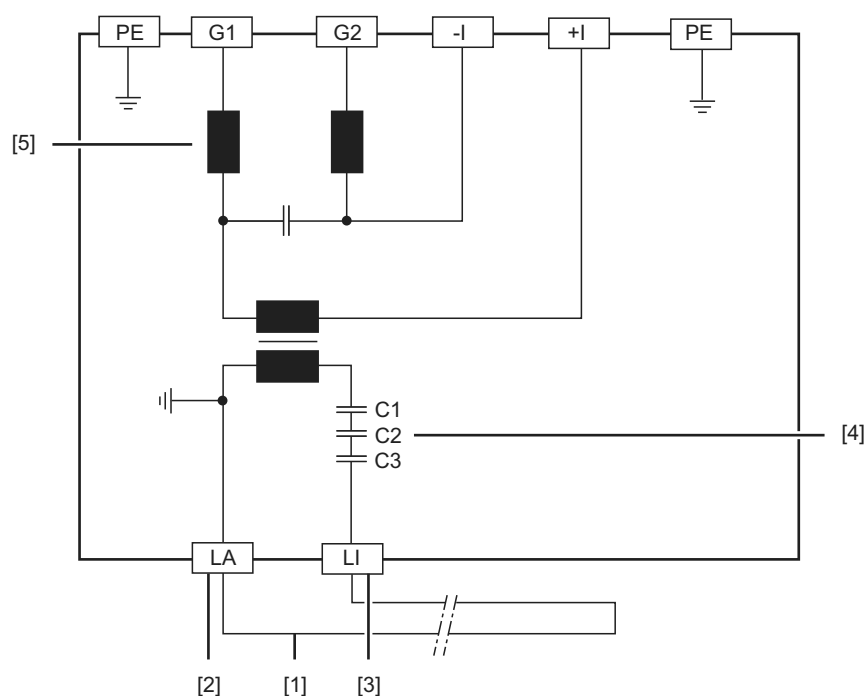 PE G1 G2 -I +I PE
[5]
C1
C2
[4]
C3
LA LI
[2] [1] [3]